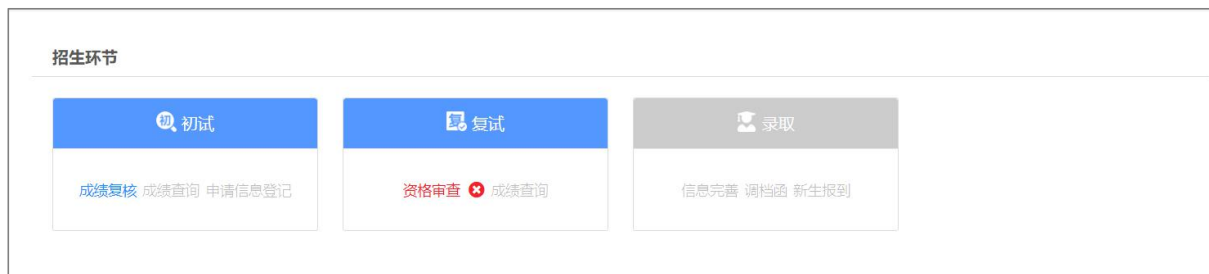 招生环节
初 初试
复 复试
录取
成绩复核 成绩查询 申请信息登记
资格审查 成绩查询
信息完善 调档函 新生报到